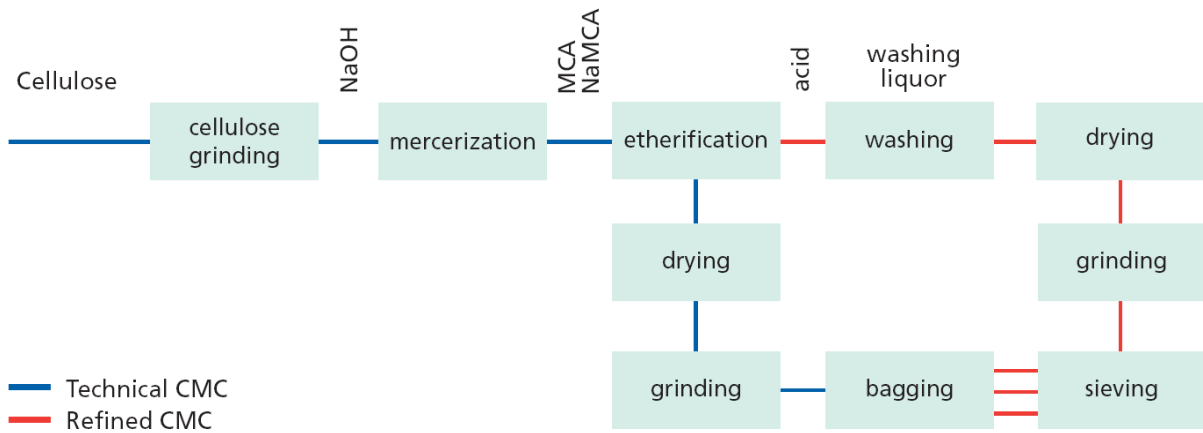 Cellulose
NaOH
MCA
NaMCA
acid
washing
liquor
cellulose
grinding
mercerization
etherification
washing
drying
drying
grinding
grinding
bagging
sieving
Technical CMC
Refined CMC